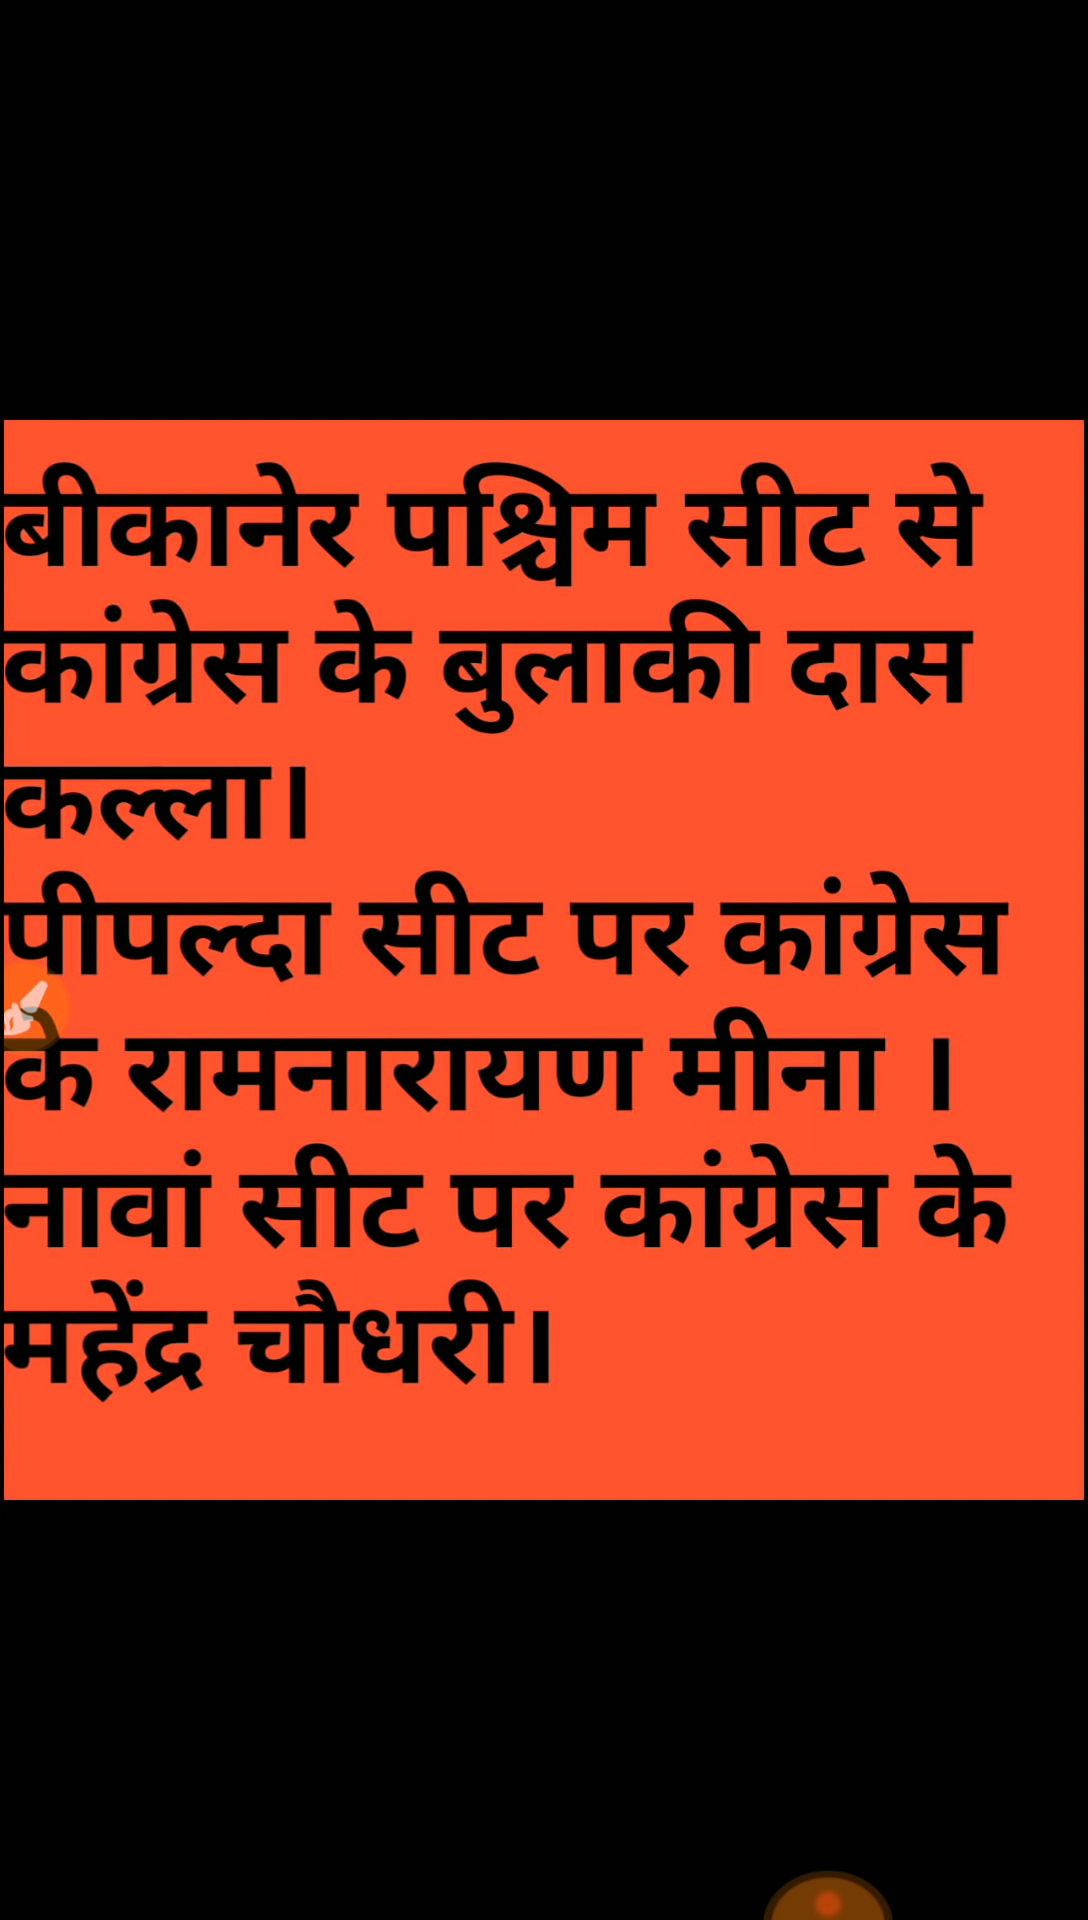 बीकानेर पश्चिम सीट से
कांग्रेस के बुलाकी दास
कल्ला।
पीपल्दा सीट पर कांग्रेस
के रामनारायण मीना ।
नावां सीट पर कांग्रेस के
महेंद्र चौधरी।